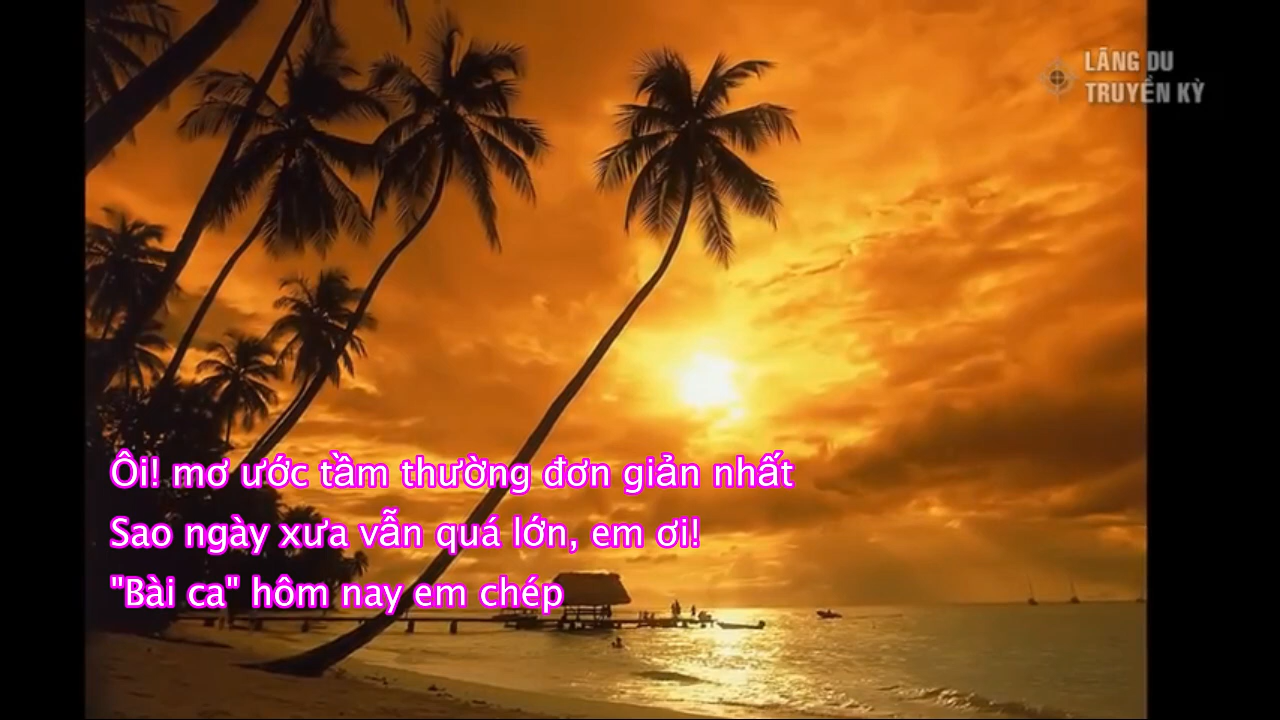 LÃNG DU
TRUYỀN KỲ
Ôi! mơ ước tầm thường đơn giản nhất
Sao ngày xưa vẫn quá lớn, em ơi!
"Bài ca" hôm nay em chép